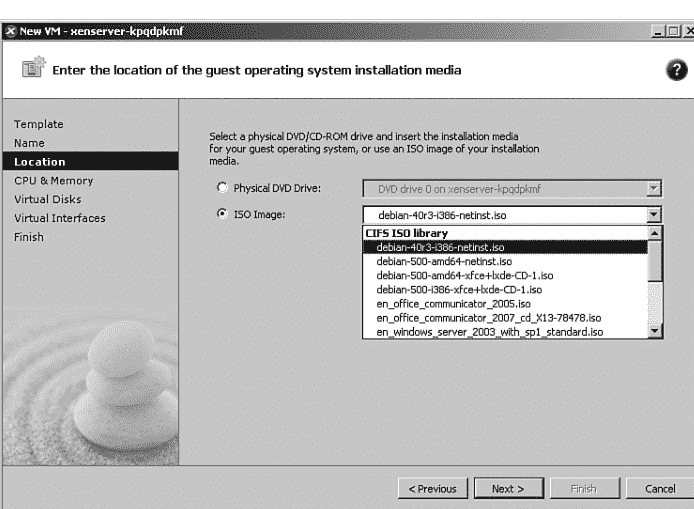 New VM - xenserver-kpqdpkmf
Enter the location of the guest operating system installation media
?
Template
Name
Location
CPU & Memory
Virtual Disks
Virtual Interfaces
Finish
Select a physical DVD/CD-ROM drive and insert the installation media
for your guest operating system, or use an ISO image of your installation
media.
Physical DVD Drive:
DVD drive 0 on xenserver-kpqdpkmf
ISO Image:
debian-40r3-i386-netinst.iso
CIFS ISO library
debian-40r3-i386-netinst.iso
debian-500-amd64-netinst.iso
debian-500-amd64-xfce+lxde-CD-1.iso
debian-500-i386-xfce+lxde-CD-1.iso
en_office_communicator_2005.iso
en_office_communicator_2007_cd_X13-78478.iso
en_windows_server_2003_with_sp1_standard.iso
< Previous
Next >
Finish
Cancel